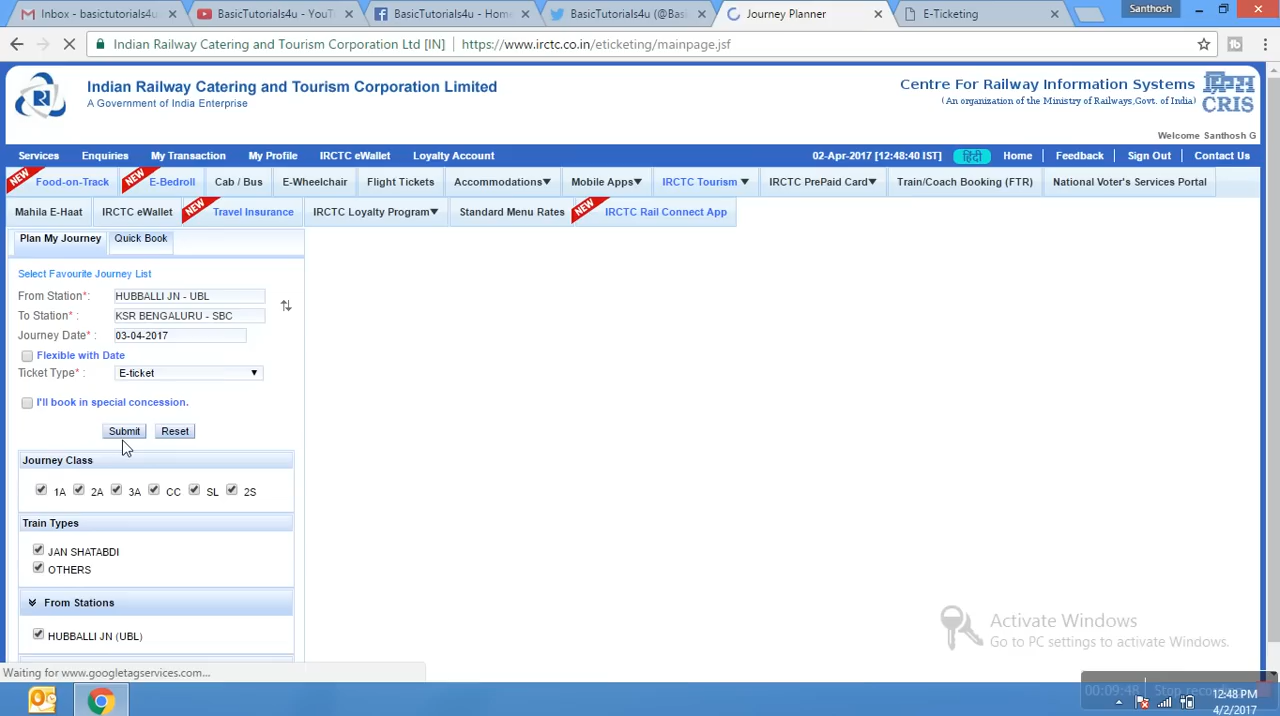 Inbox - basictutorials4u
BasicTutorials4u - YouT
BasicTutorials4u - Home
BasicTutorials4u (@Bas
Journey Planner
E-Ticketing
Santhosh
Indian Railway Catering and Tourism Corporation Ltd [IN]
https://www.irctc.co.in/eticketing/mainpage.jsf
Indian Railway Catering and Tourism Corporation Limited
A Government of India Enterprise
Centre For Railway Information Systems
(An organization of the Ministry of Railways,Govt. of India)
CRIS
Welcome Santhosh G
Services Enquiries My Transaction My Profile IRCTC eWallet Loyalty Account 02-Apr-2017 [12:48:40 IST] हिंदी Home Feedback Sign Out Contact Us
NEW Food-on-Track NEW E-Bedroll Cab / Bus E-Wheelchair Flight Tickets Accommodations▼ Mobile Apps▼ IRCTC Tourism ▼ IRCTC PrePaid Card▼ Train/Coach Booking (FTR) National Voter's Services Portal
Mahila E-Haat IRCTC eWallet NEW Travel Insurance IRCTC Loyalty Program▼ Standard Menu Rates NEW IRCTC Rail Connect App
Plan My Journey Quick Book
Select Favourite Journey List
From Station*: HUBBALLI JN - UBL
To Station* : KSR BENGALURU - SBC
Journey Date* : 03-04-2017
Flexible with Date
Ticket Type* : E-ticket
I'll book in special concession.
Submit Reset
Journey Class
1A 2A 3A CC SL 2S
Train Types
JAN SHATABDI
OTHERS
From Stations
HUBBALLI JN (UBL)
Activate Windows
Go to PC settings to activate Windows.
Waiting for www.googletagservices.com...
00:09:48 Stop recording
12:48 PM
4/2/2017